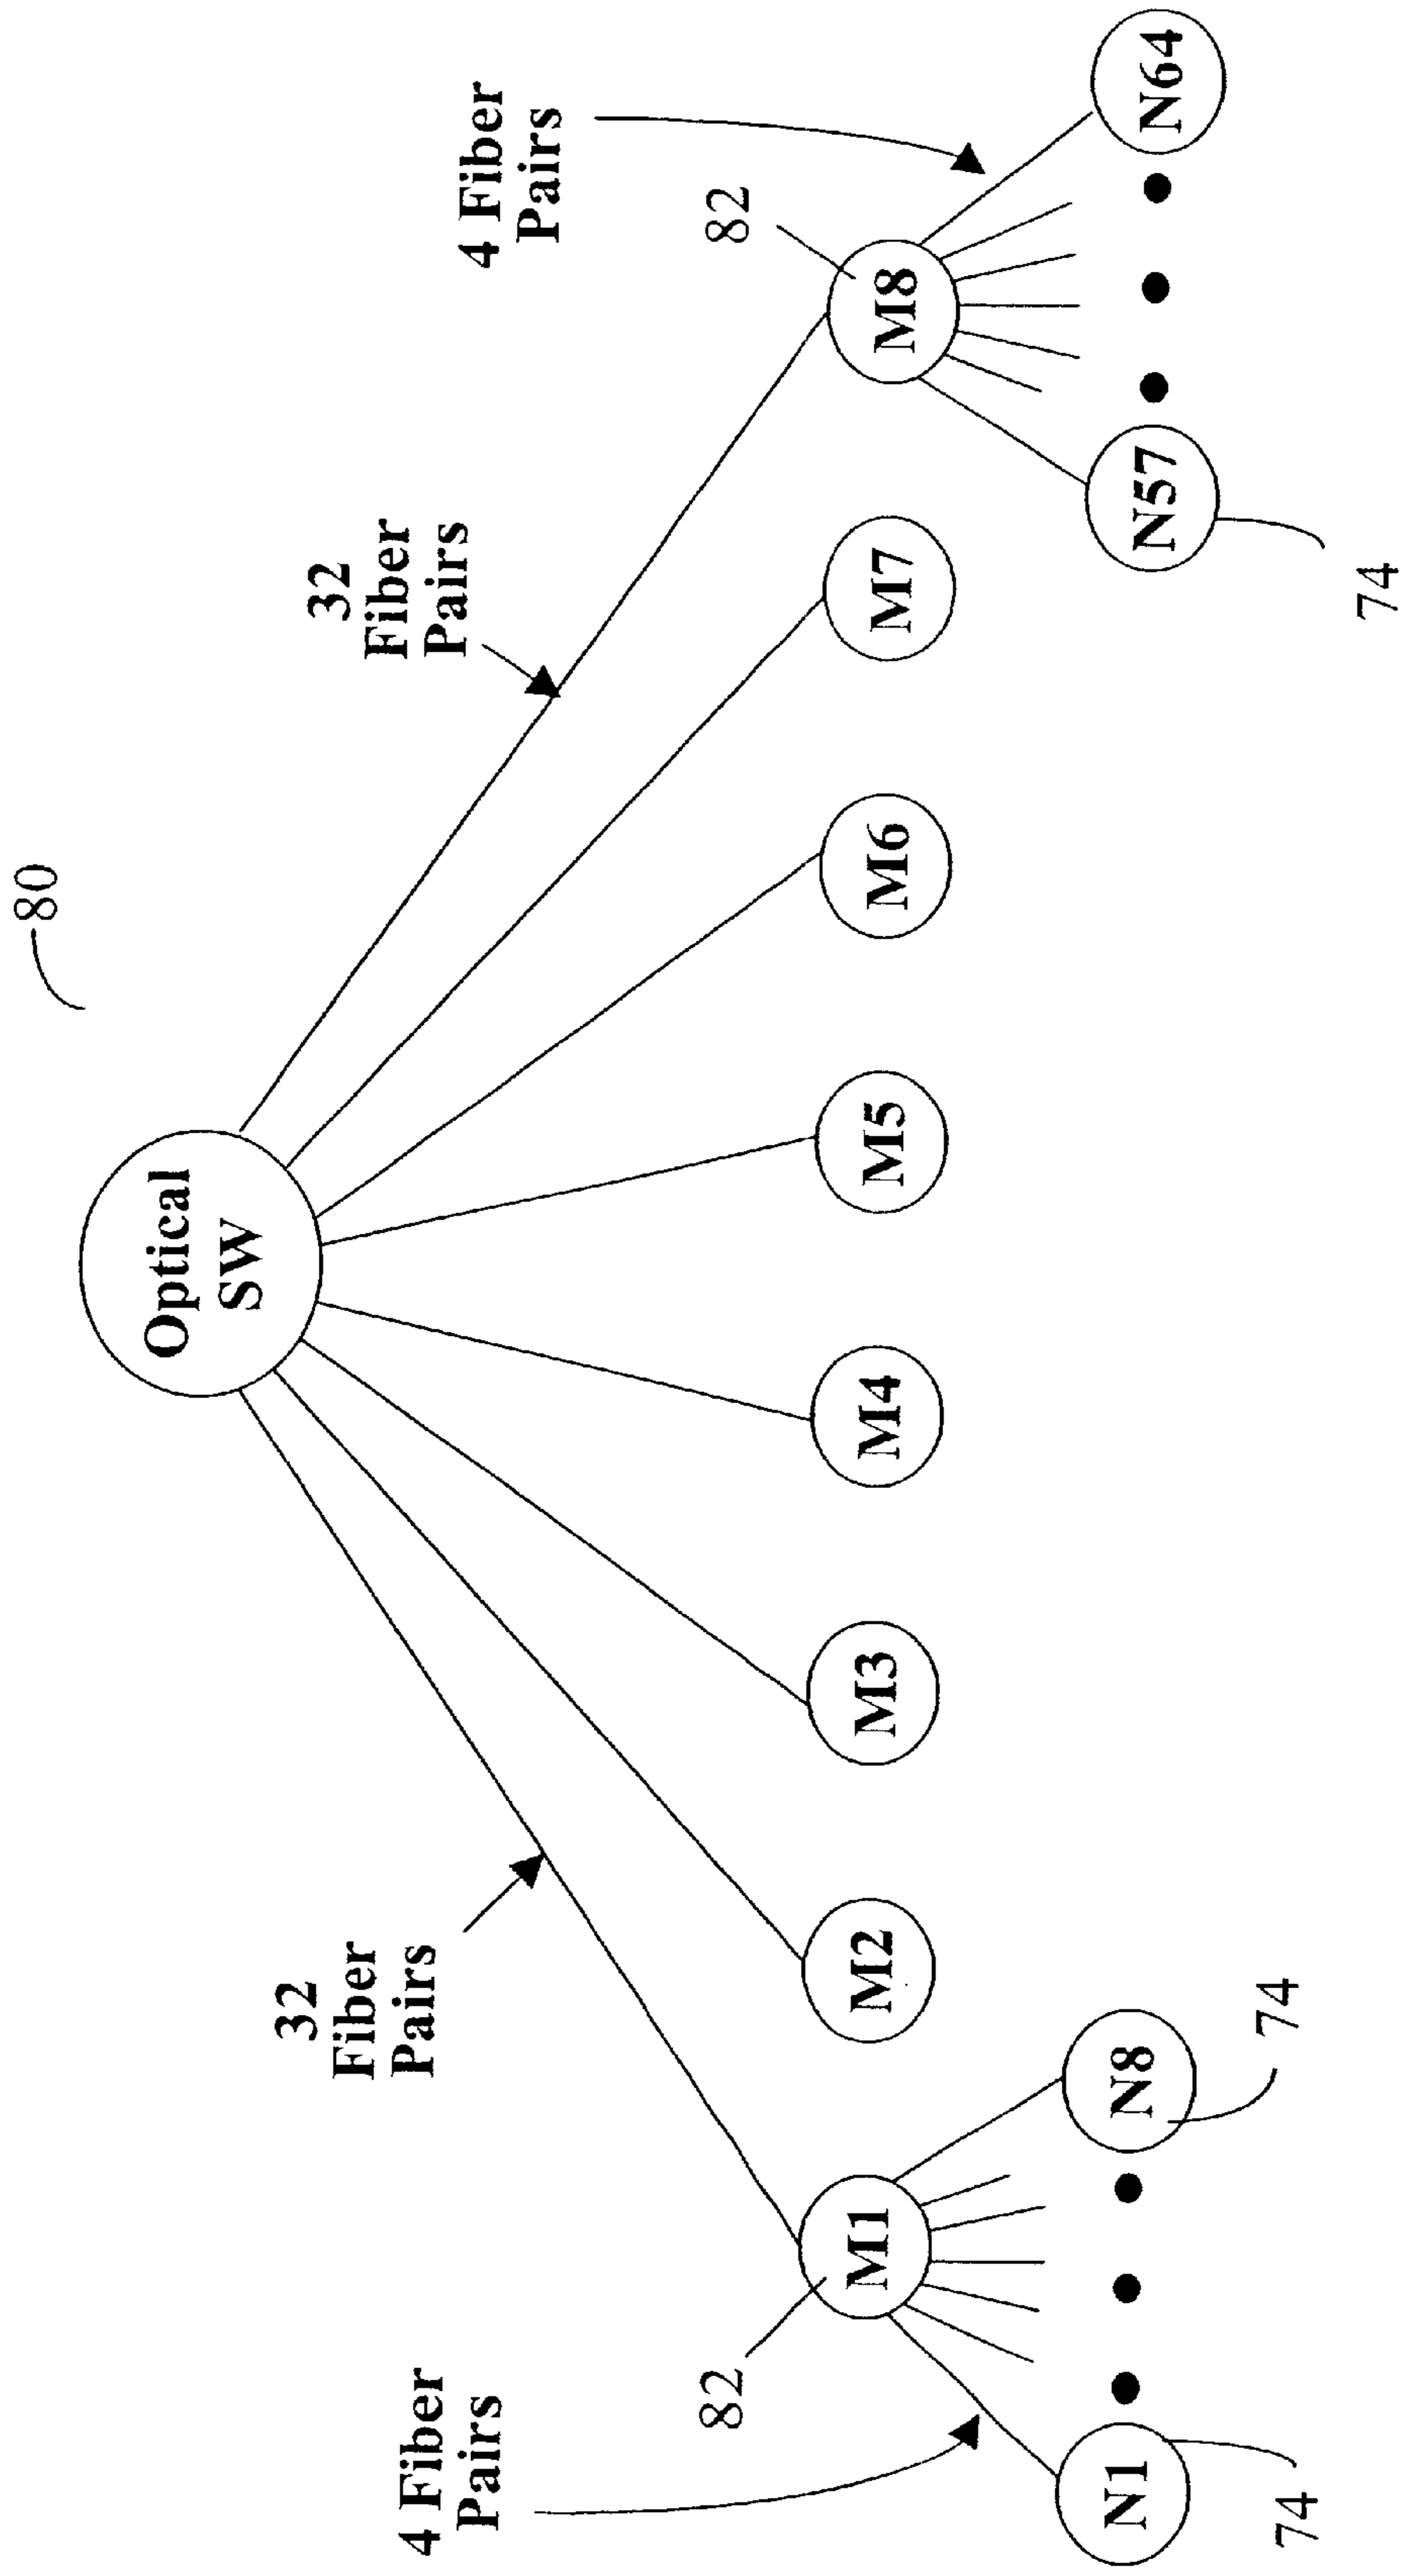 80
Optical
SW
32
Fiber
Pairs
32
Fiber
Pairs
4 Fiber
Pairs
4 Fiber
Pairs
82
82
M1
M2
M3
M4
M5
M6
M7
M8
N1
N8
N57
N64
74
74
74